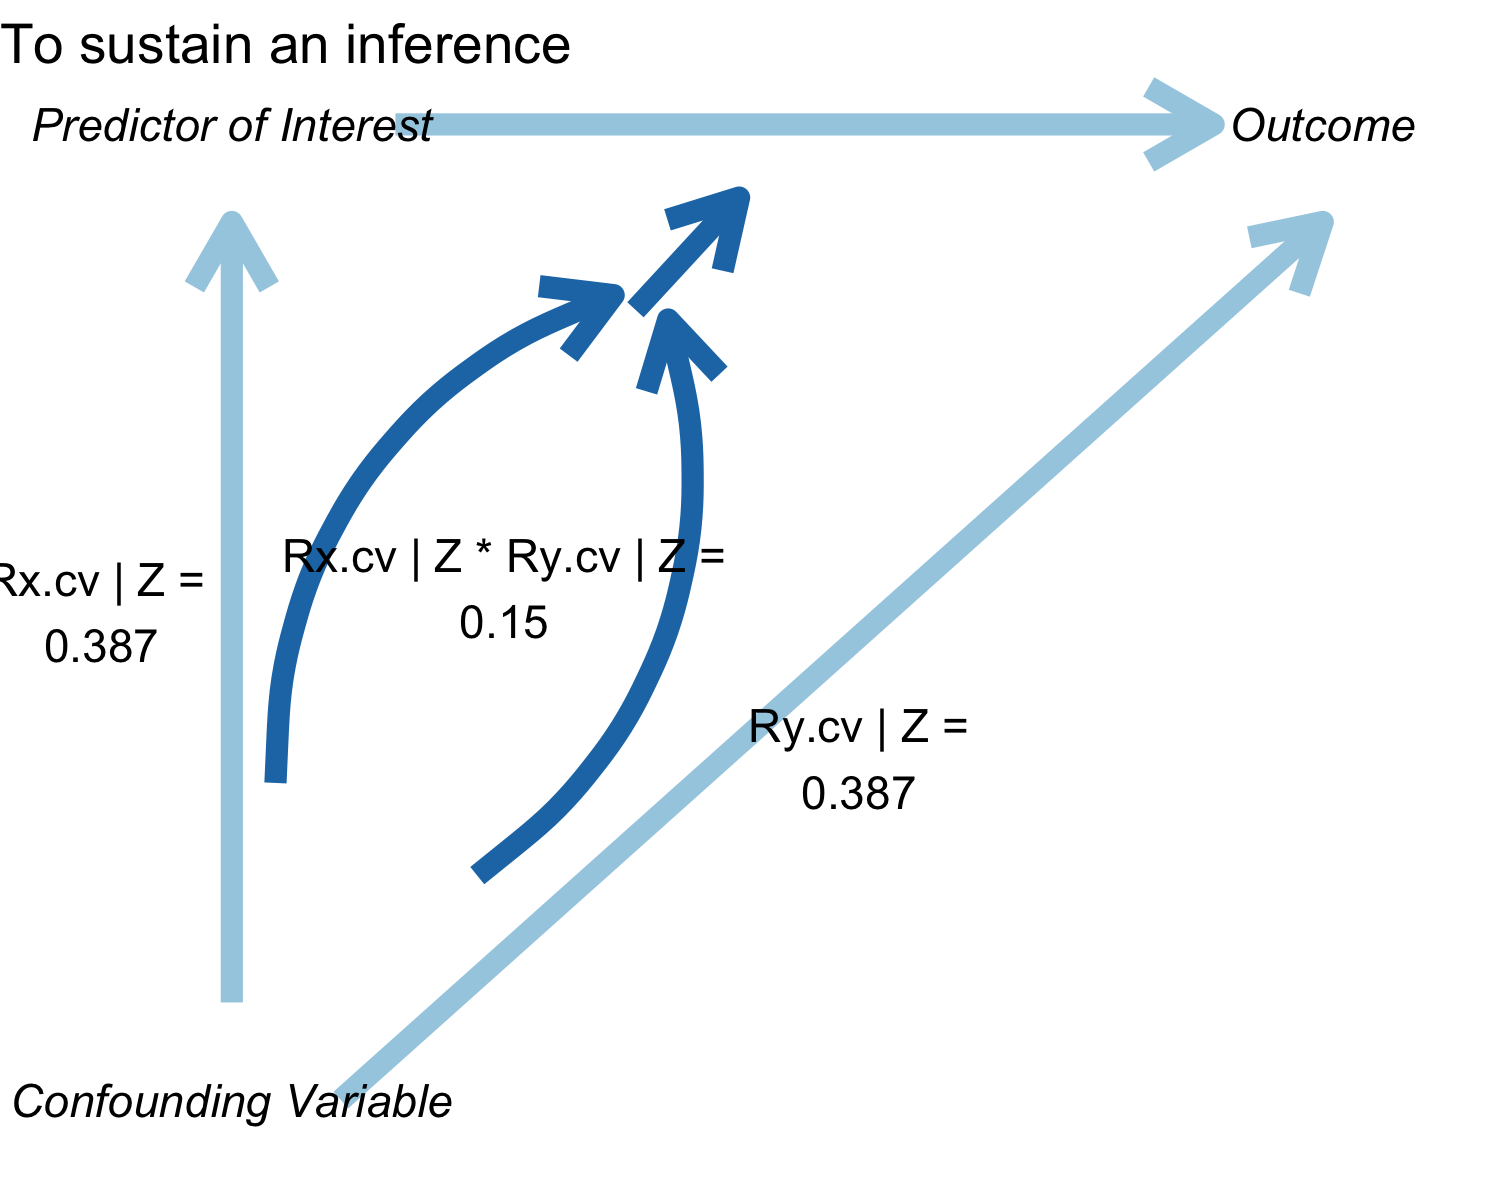 To sustain an inference
Predictor of Interest
Outcome
Rx.cv | Z * Ry.cv | Z =
0.15
Rx.cv | Z =
0.387
Ry.cv | Z =
0.387
Confounding Variable